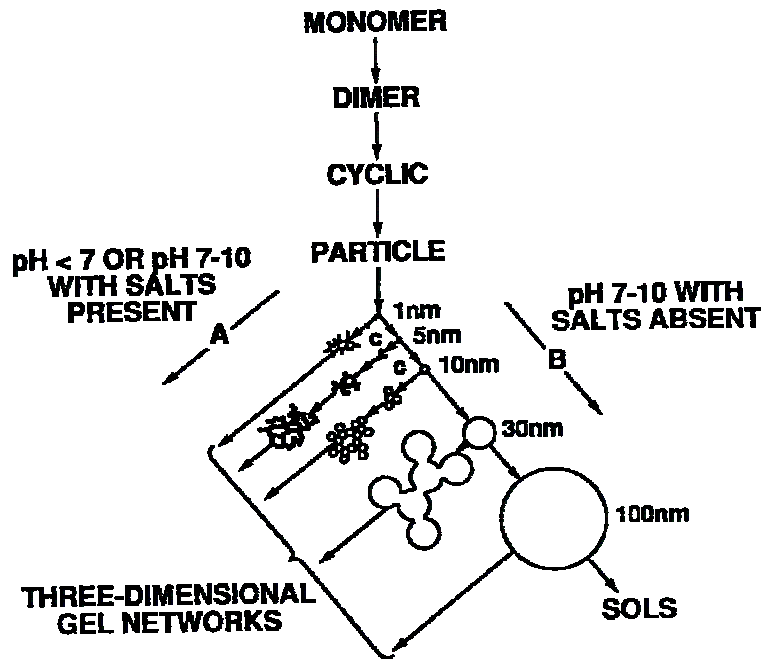 MONOMER
DIMER
CYCLIC
PARTICLE
pH < 7 OR pH 7-10
WITH SALTS
PRESENT
A
pH 7-10 WITH
SALTS ABSENT
B
1nm
c
5nm
c
10nm
30nm
100nm
THREE-DIMENSIONAL
GEL NETWORKS
SOLS